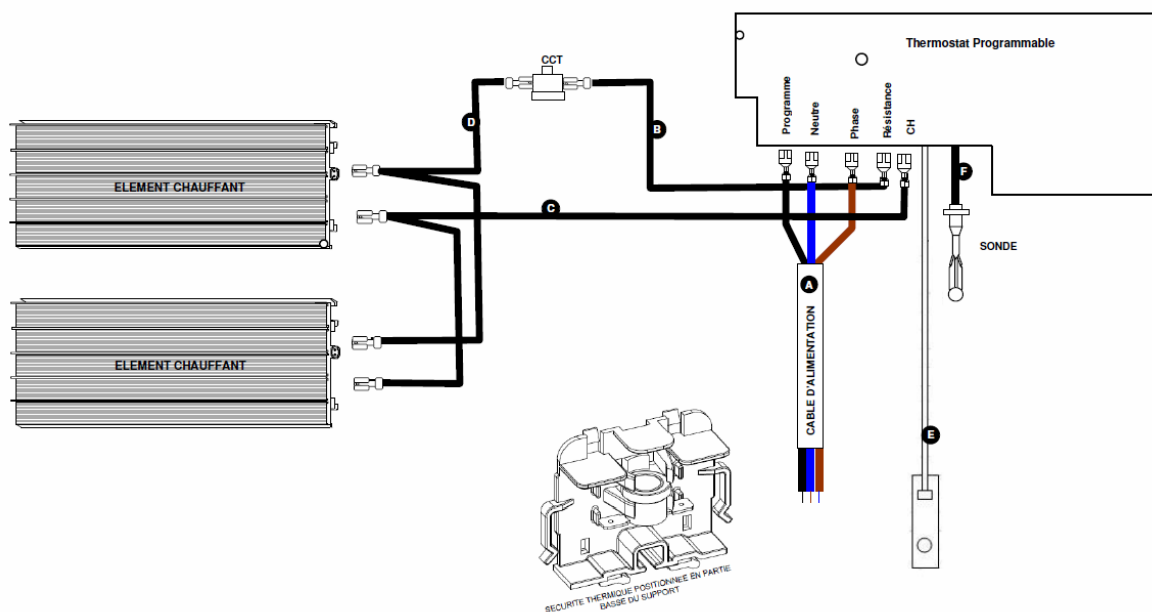 Thermostat Programmable
CCT
Programme
Neutre
Phase
Résistance
CH
D
B
F
ELEMENT CHAUFFANT
C
SONDE
A
CABLE D'ALIMENTATION
ELEMENT CHAUFFANT
E
SECURITE THERMIQUE POSITIONNEE EN PARTIE
BASSE DU SUPPORT